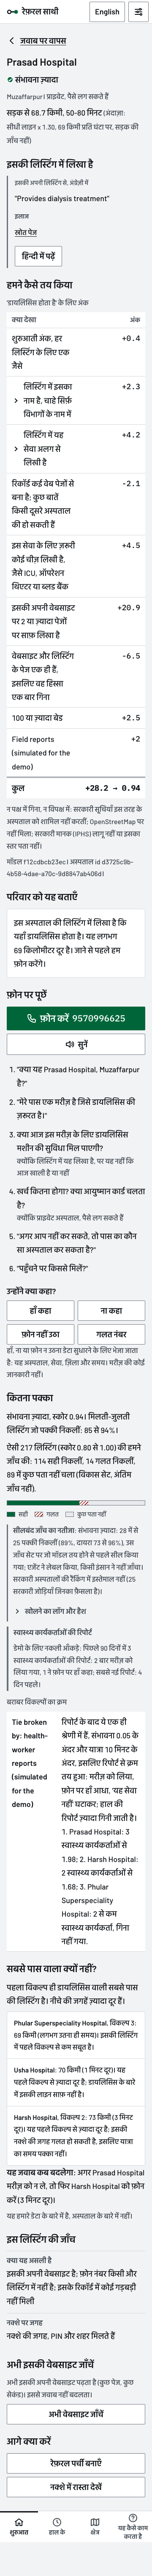 रेफ़रल साथी
English
जवाब पर वापस
Prasad Hospital
संभावना ज़्यादा
Muzaffarpur। प्राइवेट, पैसे लग सकते हैं
सड़क से 68.7 किमी, 50-80 मिनट (अंदाज़ा:
सीधी लाइन x 1.30, 69 किमी प्रति घंटा पर, सड़क की
जाँच नहीं)
इसकी लिस्टिंग में लिखा है
इसकी अपनी लिस्टिंग से, अंग्रेज़ी में
“Provides dialysis treatment”
इलाज
स्रोत पेज
हिन्दी में पढ़ें
हमने कैसे तय किया
'डायलिसिस होता है' के लिए अंक
क्या देखा
अंक
शुरुआती अंक, हर
लिस्टिंग के लिए एक
जैसे
+0.4
लिस्टिंग में इसका
नाम है, चाहे सिर्फ़
विभागों के नाम में
+2.3
लिस्टिंग में यह
सेवा अलग से
लिखी है
+4.2
रिकॉर्ड कई वेब पेजों से
बना है; कुछ बातें
किसी दूसरे अस्पताल
की हो सकती हैं
-2.1
इस सेवा के लिए ज़रूरी
कोई चीज़ लिखी है,
जैसे ICU, ऑपरेशन
थिएटर या ब्लड बैंक
+4.5
इसकी अपनी वेबसाइट
पर 2 या ज़्यादा पेजों
पर साफ़ लिखा है
+20.9
वेबसाइट और लिस्टिंग
के पेज एक ही हैं,
इसलिए वह हिस्सा
एक बार गिना
-6.5
100 या ज़्यादा बेड
+2.5
Field reports
(simulated for the
demo)
+2
कुल
+28.2 → 0.94
न पक्ष में गिना, न विपक्ष में: सरकारी सूचियाँ इस तरह के
अस्पताल को शामिल नहीं करतीं; OpenStreetMap पर
नहीं मिला; सरकारी मानक (IPHS) लागू नहीं या इसका
स्तर पता नहीं।
मॉडल f12cdbcb23ec। अस्पताल id d3725c9b-
4b58-4dae-a70c-9d8847ab406d।
परिवार को यह बताएँ
इस अस्पताल की लिस्टिंग में लिखा है कि
यहाँ डायलिसिस होता है। यह लगभग
69 किलोमीटर दूर है। जाने से पहले हम
फ़ोन करेंगे।
फ़ोन पर पूछें
फ़ोन करें 9570996625
सुनें
1. “क्या यह Prasad Hospital, Muzaffarpur
है?”
2. “मेरे पास एक मरीज़ है जिसे डायलिसिस की
ज़रूरत है।”
3. क्या आज इस मरीज़ के लिए डायलिसिस
मशीन की सुविधा मिल पाएगी?
क्योंकि लिस्टिंग में यह लिखा है, पर यह नहीं कि
आज खाली है या नहीं
4. खर्च कितना होगा? क्या आयुष्मान कार्ड चलता
है?
क्योंकि प्राइवेट अस्पताल, पैसे लग सकते हैं
5. “अगर आप नहीं कर सकते, तो पास का कौन
सा अस्पताल कर सकता है?”
6. “पहुँचने पर किससे मिलें?”
उन्होंने क्या कहा?
हाँ कहा
ना कहा
फ़ोन नहीं उठा
गलत नंबर
हाँ, ना या फ़ोन न उठना डेटा सुधारने के लिए भेजा जाता
है: यह अस्पताल, सेवा, ज़िला और समय। मरीज़ की कोई
जानकारी नहीं।
कितना पक्का
संभावना ज़्यादा, स्कोर 0.94। मिलती-जुलती
लिस्टिंग जो पक्की निकलीं: 85 से 94%।
ऐसी 217 लिस्टिंग (स्कोर 0.80 से 1.00) की हमने
जाँच की: 114 सही निकलीं, 14 गलत निकलीं,
89 में कुछ पता नहीं चला (विकास सेट, अंतिम
जाँच नहीं)।
सही
गलत
कुछ पता नहीं
सीलबंद जाँच का नतीजा: संभावना ज़्यादा: 28 में से
25 पक्की निकलीं (89%, दायरा 73 से 96%)। उस
जाँच सेट पर जो मॉडल तय होने से पहले सील किया
गया; एजेंट ने लेबल किया, किसी इंसान ने नहीं जाँचा।
सरकारी अस्पतालों की रैंकिंग में इस्तेमाल नहीं (25
सरकारी जोड़ियाँ जिनका फ़ैसला है)।
खोलने का लॉग और हैश
स्वास्थ्य कार्यकर्ताओं की रिपोर्ट
डेमो के लिए नकली आँकड़े: पिछले 90 दिनों में 3
स्वास्थ्य कार्यकर्ताओं की रिपोर्ट: 2 बार मरीज़ को
लिया गया, 1 ने फ़ोन पर हाँ कहा; सबसे नई रिपोर्ट: 4
दिन पहले।
बराबर विकल्पों का क्रम
Tie broken
by: health-
worker
reports
(simulated
for the
demo)
रिपोर्ट के बाद ये एक ही
श्रेणी में हैं, संभावना 0.05 के
अंदर और यात्रा 10 मिनट के
अंदर, इसलिए रिपोर्ट से क्रम
तय हुआ: मरीज़ को लिया,
फ़ोन पर हाँ आधा, 'यह सेवा
नहीं' घटाकर; हाल की
रिपोर्ट ज़्यादा गिनी जाती है।
1. Prasad Hospital: 3
स्वास्थ्य कार्यकर्ताओं से
1.98; 2. Harsh Hospital:
2 स्वास्थ्य कार्यकर्ताओं से
1.68; 3. Phular
Superspeciality
Hospital: 2 से कम
स्वास्थ्य कार्यकर्ता, गिना
नहीं गया.
सबसे पास वाला क्यों नहीं?
पहला विकल्प ही डायलिसिस वाली सबसे पास
की लिस्टिंग है। नीचे की जगहें ज़्यादा दूर हैं।
Phular Superspeciality Hospital, विकल्प 3:
69 किमी (लगभग उतना ही समय)। इसकी लिस्टिंग
में पहले विकल्प से कम सबूत है।
Usha Hospital: 70 किमी (1 मिनट दूर)। यह
पहले विकल्प से ज़्यादा दूर है; डायलिसिस के बारे
में इसकी लाइन साफ़ नहीं है।
Harsh Hospital, विकल्प 2: 73 किमी (3 मिनट
दूर)। यह पहले विकल्प से ज़्यादा दूर है; इसकी
नक्शे की जगह गलत हो सकती है, इसलिए यात्रा
का समय पक्का नहीं।
यह जवाब कब बदलेगा: अगर Prasad Hospital
मरीज़ को न ले, तो फिर Harsh Hospital को फ़ोन
करें (3 मिनट दूर)।
यह हमारे डेटा के बारे में है, अस्पताल के बारे में नहीं।
इस लिस्टिंग की जाँच
क्या यह असली है
इसकी अपनी वेबसाइट है; फ़ोन नंबर किसी और
लिस्टिंग में नहीं है; इसके रिकॉर्ड में कोई गड़बड़ी
नहीं मिली
नक्शे पर जगह
नक्शे की जगह, PIN और शहर मिलते हैं
अभी इसकी वेबसाइट जाँचें
अभी इसकी अपनी वेबसाइट पढ़ता है (कुछ पेज, कुछ
सेकंड)। इससे जवाब नहीं बदलता।
अभी वेबसाइट जाँचें
आगे क्या करें
रेफ़रल पर्ची बनाएँ
नक्शे में रास्ता देखें
शुरुआत
हाल के
क्षेत्र
यह कैसे काम
करता है